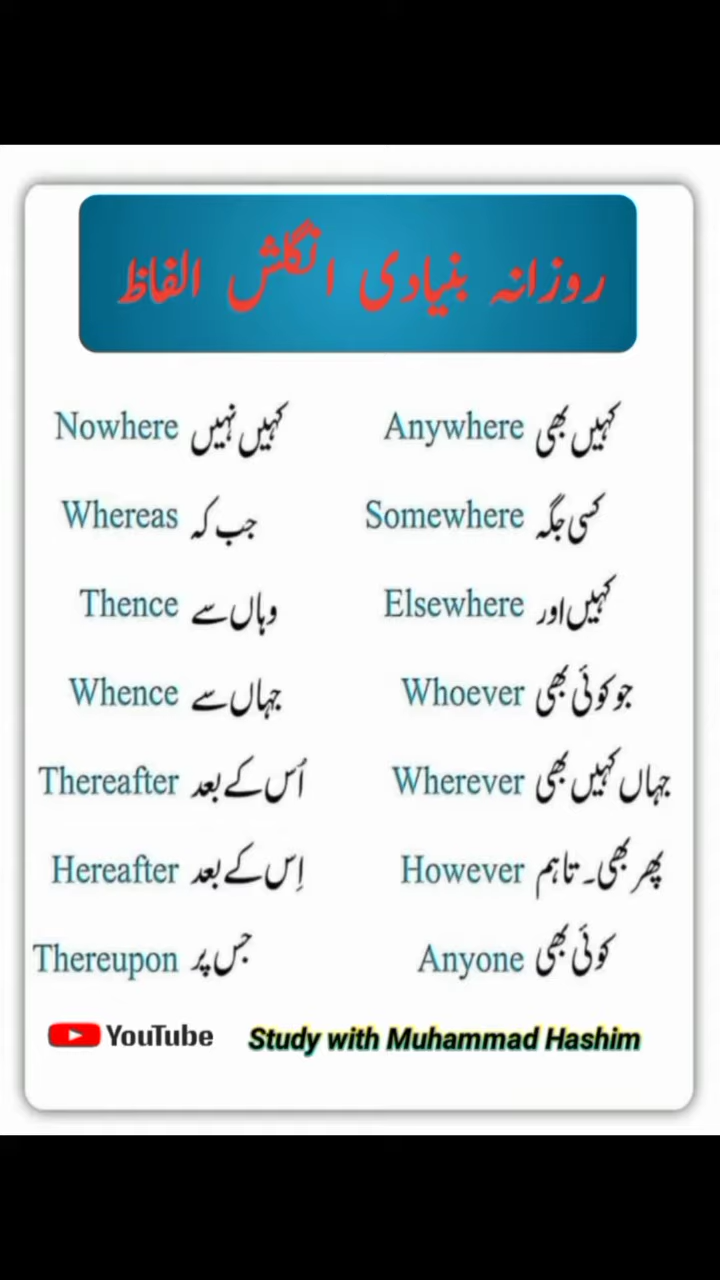 روزانہ بنیادی انگلش الفاظ
Anywhere کہیں بھی Nowhere کہیں نہیں
Somewhere کسی جگہ Whereas جب کہ
Elsewhere کہیں اور Thence وہاں سے
Whoever جو کوئی بھی Whence جہاں سے
Wherever جہاں کہیں بھی Thereafter اُس کے بعد
However پھر بھی۔ تاہم Hereafter اِس کے بعد
Anyone کوئی بھی Thereupon جس پر
YouTube Study with Muhammad Hashim